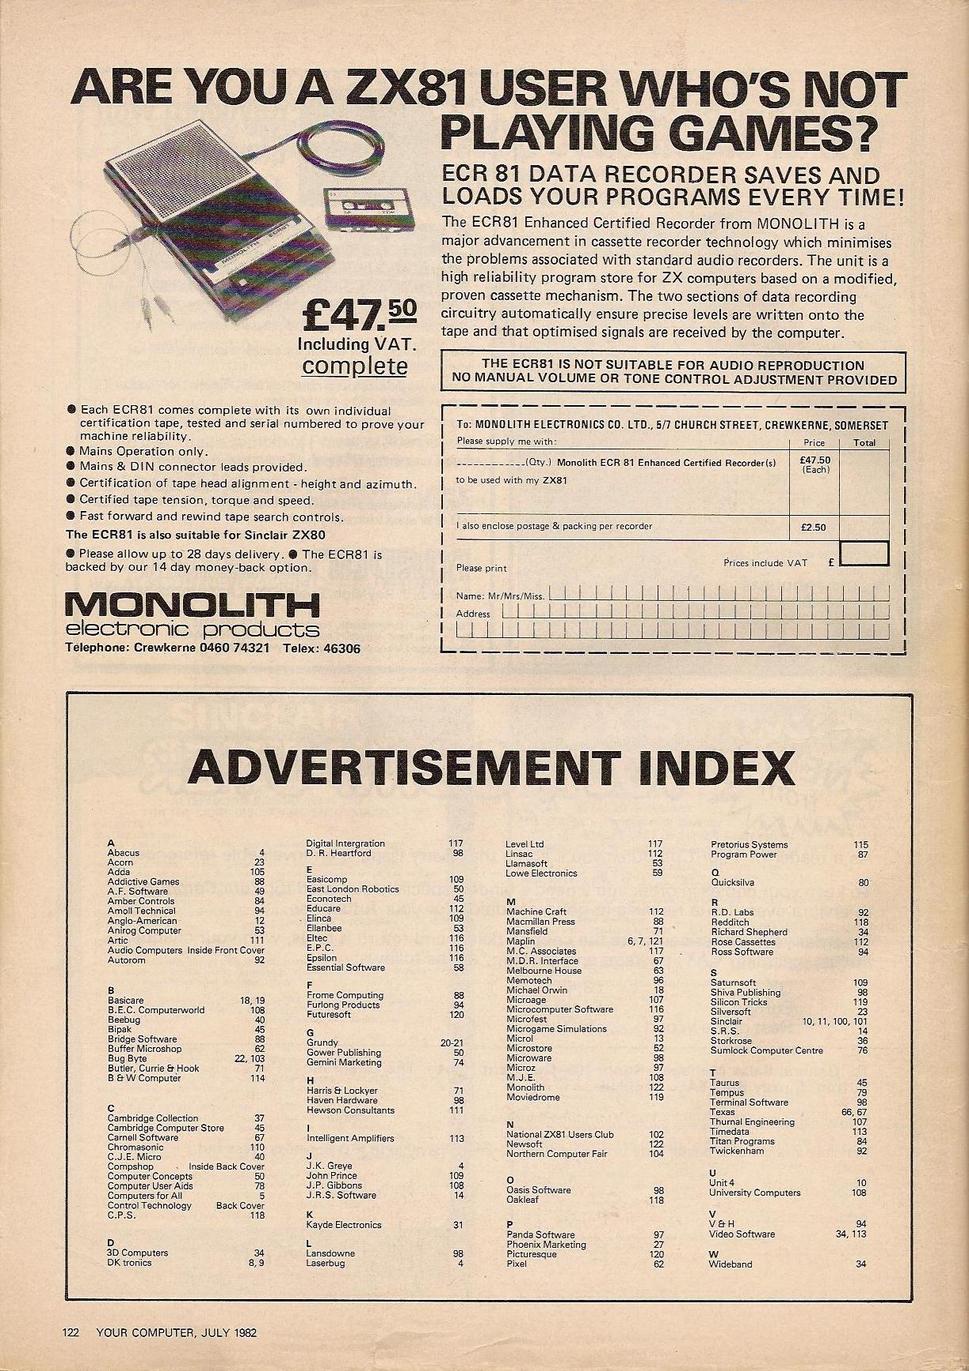 ARE YOU A ZX81 USER WHO'S NOT
PLAYING GAMES?
ECR 81 DATA RECORDER SAVES AND
LOADS YOUR PROGRAMS EVERY TIME!
The ECR81 Enhanced Certified Recorder from MONOLITH is a
major advancement in cassette recorder technology which minimises
the problems associated with standard audio recorders. The unit is a
high reliability program store for ZX computers based on a modified,
proven cassette mechanism. The two sections of data recording
circuitry automatically ensure precise levels are written onto the
tape and that optimised signals are received by the computer.
MONOLITH
£47.50
Including VAT.
complete
THE ECR81 IS NOT SUITABLE FOR AUDIO REPRODUCTION
NO MANUAL VOLUME OR TONE CONTROL ADJUSTMENT PROVIDED
● Each ECR81 comes complete with its own individual
certification tape, tested and serial numbered to prove your
machine reliability.
● Mains Operation only.
● Mains & DIN connector leads provided.
● Certification of tape head alignment - height and azimuth.
● Certified tape tension, torque and speed.
● Fast forward and rewind tape search controls.
The ECR81 is also suitable for Sinclair ZX80
● Please allow up to 28 days delivery. ● The ECR81 is
backed by our 14 day money-back option.
MONOLITH
electronic products
Telephone: Crewkerne 0460 74321 Telex: 46306
To: MONOLITH ELECTRONICS CO. LTD., 5/7 CHURCH STREET, CREWKERNE, SOMERSET
Please supply me with: Price Total
____________(Qty.) Monolith ECR 81 Enhanced Certified Recorder(s) £47.50
(Each)
to be used with my ZX81
I also enclose postage & packing per recorder £2.50
Prices include VAT £
Please print
Name: Mr/Mrs/Miss.
Address
ADVERTISEMENT INDEX
A
Abacus 4
Acorn 23
Adda 105
Addictive Games 88
A.F. Software 49
Amber Controls 84
Amoll Technical 94
Anglo-American 12
Anirog Computer 53
Artic 111
Audio Computers Inside Front Cover
Autorom 92
B
Basicare 18, 19
B.E.C. Computerworld 108
Beebug 40
Bipak 45
Bridge Software 88
Buffer Microshop 62
Bug Byte 22, 103
Butler, Currie & Hook 71
B & W Computer 114
C
Cambridge Collection 37
Cambridge Computer Store 45
Carnell Software 67
Chromasonic 110
C.J.E. Micro 40
Compshop Inside Back Cover
Computer Concepts 50
Computer User Aids 78
Computers for All 5
Control Technology Back Cover
C.P.S. 118
D
3D Computers 34
DK tronics 8, 9
Digital Intergration 117
D. R. Heartford 98
E
Easicomp 109
East London Robotics 50
Econotech 45
Educare 112
Elinca 109
Ellanbee 53
Eltec 116
E.P.C. 116
Epsilon 116
Essential Software 58
F
Frome Computing 88
Furlong Products 94
Futuresoft 120
G
Grundy 20-21
Gower Publishing 50
Gemini Marketing 74
H
Harris & Lockyer 71
Haven Hardware 98
Hewson Consultants 111
I
Intelligent Amplifiers 113
J
J.K. Greye 4
John Prince 109
J.P. Gibbons 108
J.R.S. Software 14
K
Kayde Electronics 31
L
Lansdowne 98
Laserbug 4
Level Ltd 117
Linsac 112
Llamasoft 53
Lowe Electronics 59
M
Machine Craft 112
Macmillan Press 88
Mansfield 71
Maplin 6, 7, 121
M.C. Associates 117
M.D.R. Interface 67
Melbourne House 63
Memotech 96
Michael Orwin 18
Microage 107
Microcomputer Software 116
Microfest 97
Microgame Simulations 92
Microl 13
Microstore 52
Microware 98
Microz 97
M.J.E. 108
Monolith 122
Moviedrome 119
N
National ZX81 Users Club 102
Newsoft 122
Northern Computer Fair 104
O
Oasis Software 98
Oakleaf 118
P
Panda Software 97
Phoenix Marketing 27
Picturesque 120
Pixel 62
Pretorius Systems 115
Program Power 87
Q
Quicksilva 80
R
R.D. Labs 92
Redditch 118
Richard Shepherd 34
Rose Cassettes 112
Ross Software 94
S
Saturnsoft 109
Shiva Publishing 98
Silicon Tricks 119
Silversoft 23
Sinclair 10, 11, 100, 101
S.R.S. 14
Storkrose 36
Sumlock Computer Centre 76
T
Taurus 45
Tempus 79
Terminal Software 98
Texas 66, 67
Thurnal Engineering 107
Timedata 113
Titan Programs 84
Twickenham 92
U
Unit 4 10
University Computers 108
V
V & H 94
Video Software 34, 113
W
Wideband 34
122 YOUR COMPUTER, JULY 1982